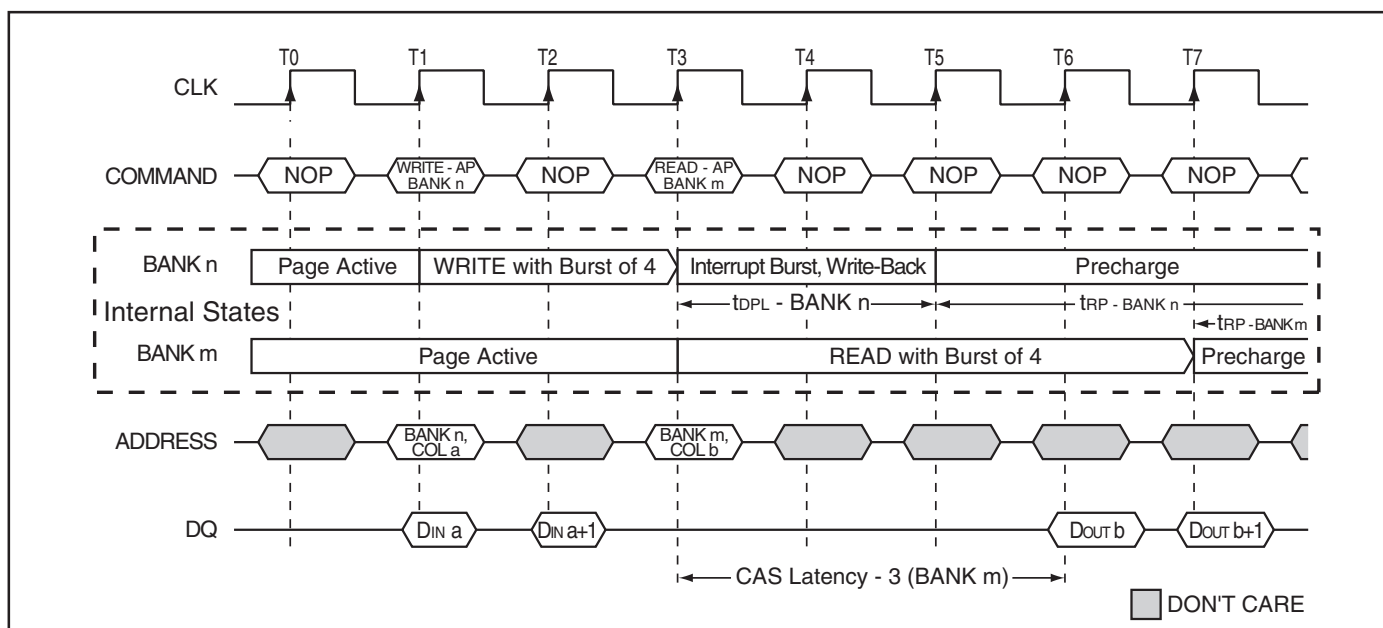 T0 T1 T2 T3 T4 T5 T6 T7
CLK
COMMAND NOP WRITE - AP BANK n NOP READ - AP BANK m NOP NOP NOP NOP
BANK n Page Active WRITE with Burst of 4 Interrupt Burst, Write-Back Precharge
tDPL - BANK n tRP - BANK n
Internal States
tRP - BANK m
BANK m Page Active READ with Burst of 4 Precharge
ADDRESS BANK n, COL a BANK m, COL b
DQ DIN a DIN a+1 DOUT b DOUT b+1
CAS Latency - 3 (BANK m)
DON'T CARE